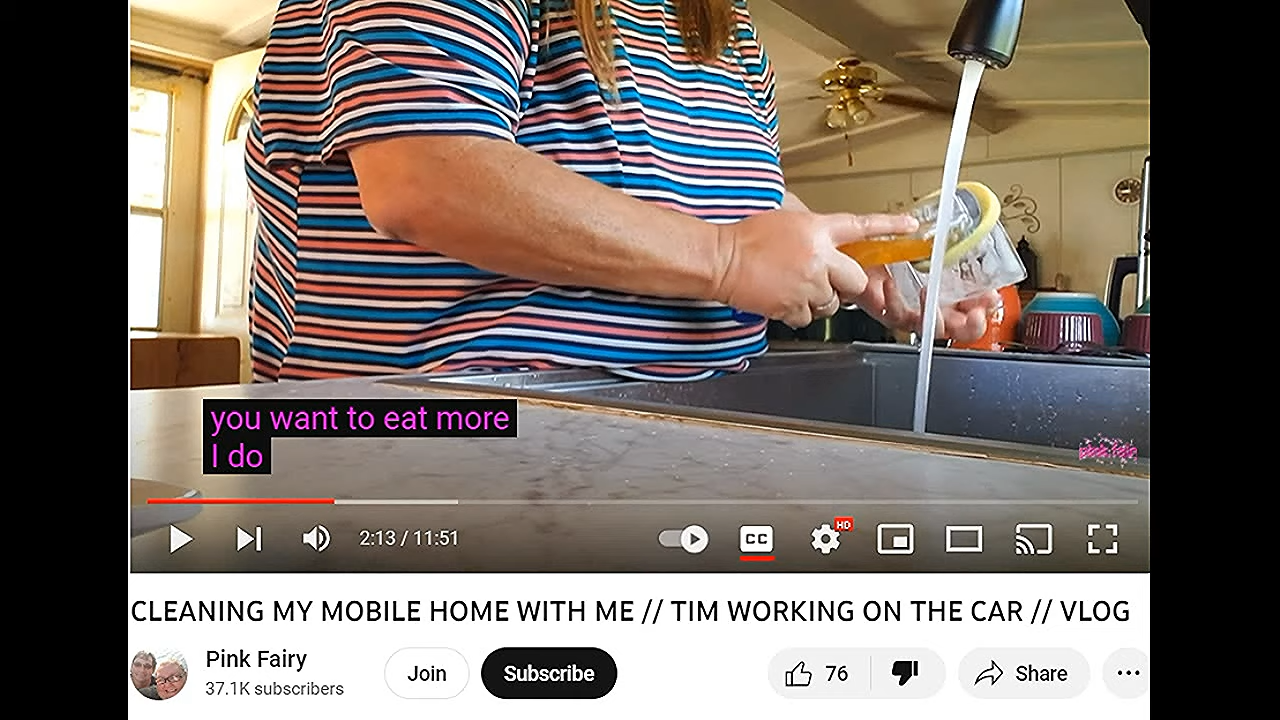 you want to eat more
I do
HD
2:13 / 11:51
CC
CLEANING MY MOBILE HOME WITH ME // TIM WORKING ON THE CAR // VLOG
Pink Fairy
37.1K subscribers
Join
Subscribe
76
Share